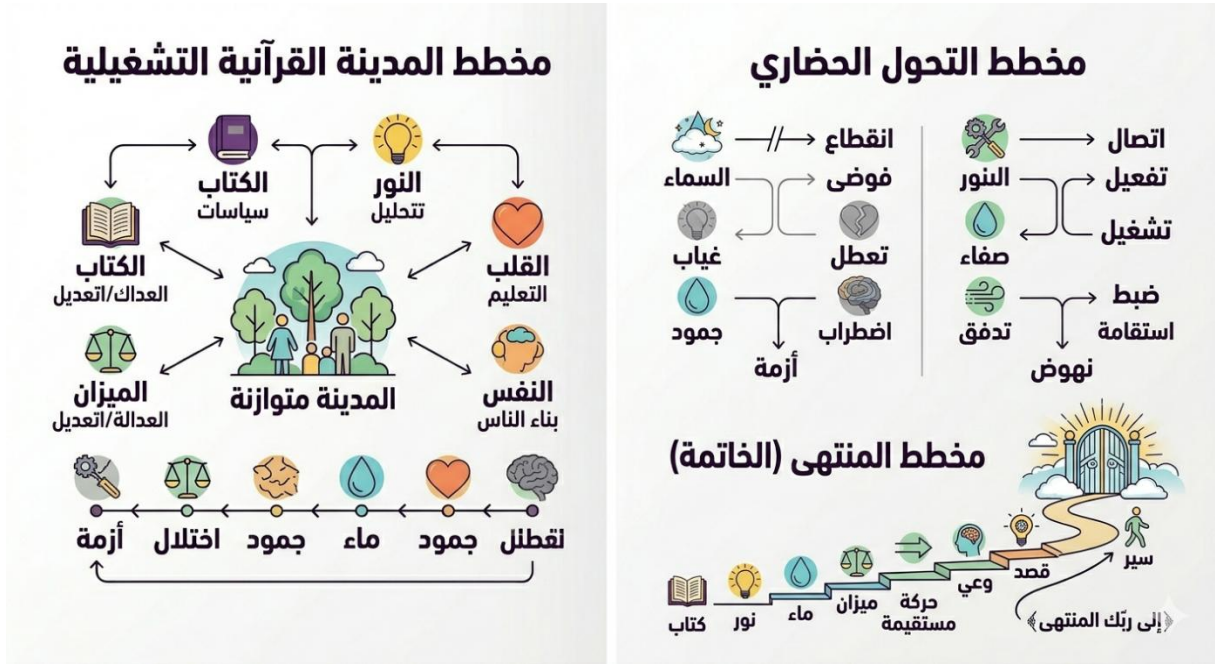 مخطط التحول الحضاري
اتصال
النور
تفعيل
تشغيل
صفاء
ضبط
استقامة
تدفق
نهوض
انقطاع
السماء
فوضى
غياب
تعطل
جمود
اضطراب
أزمة
مخطط المنتهى (الخاتمة)
كتاب
نور
ماء
ميزان
حركة
مستقيمة
وعي
قصد
سير
﴿إلى ربّك المنتهى﴾
مخطط المدينة القرآنية التشغيلية
النور
تتحليل
الكتاب
سياسات
القلب
التعليم
الكتاب
العداك/اتعديل
النفس
بناء الناس
الميزان
العدالة/اتعديل
المدينة متوازنة
جمود
ماء
جمود
اختلال
أزمة